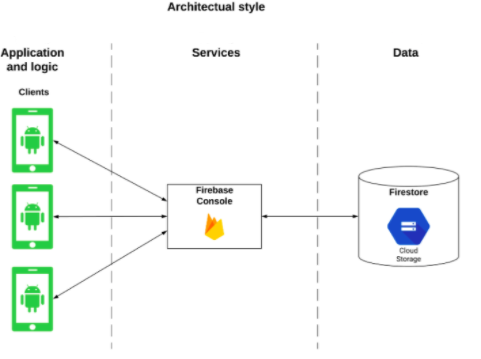 Architectual style
Application
and logic
Services
Data
Clients
Firebase
Console
Firestore
Cloud
Storage